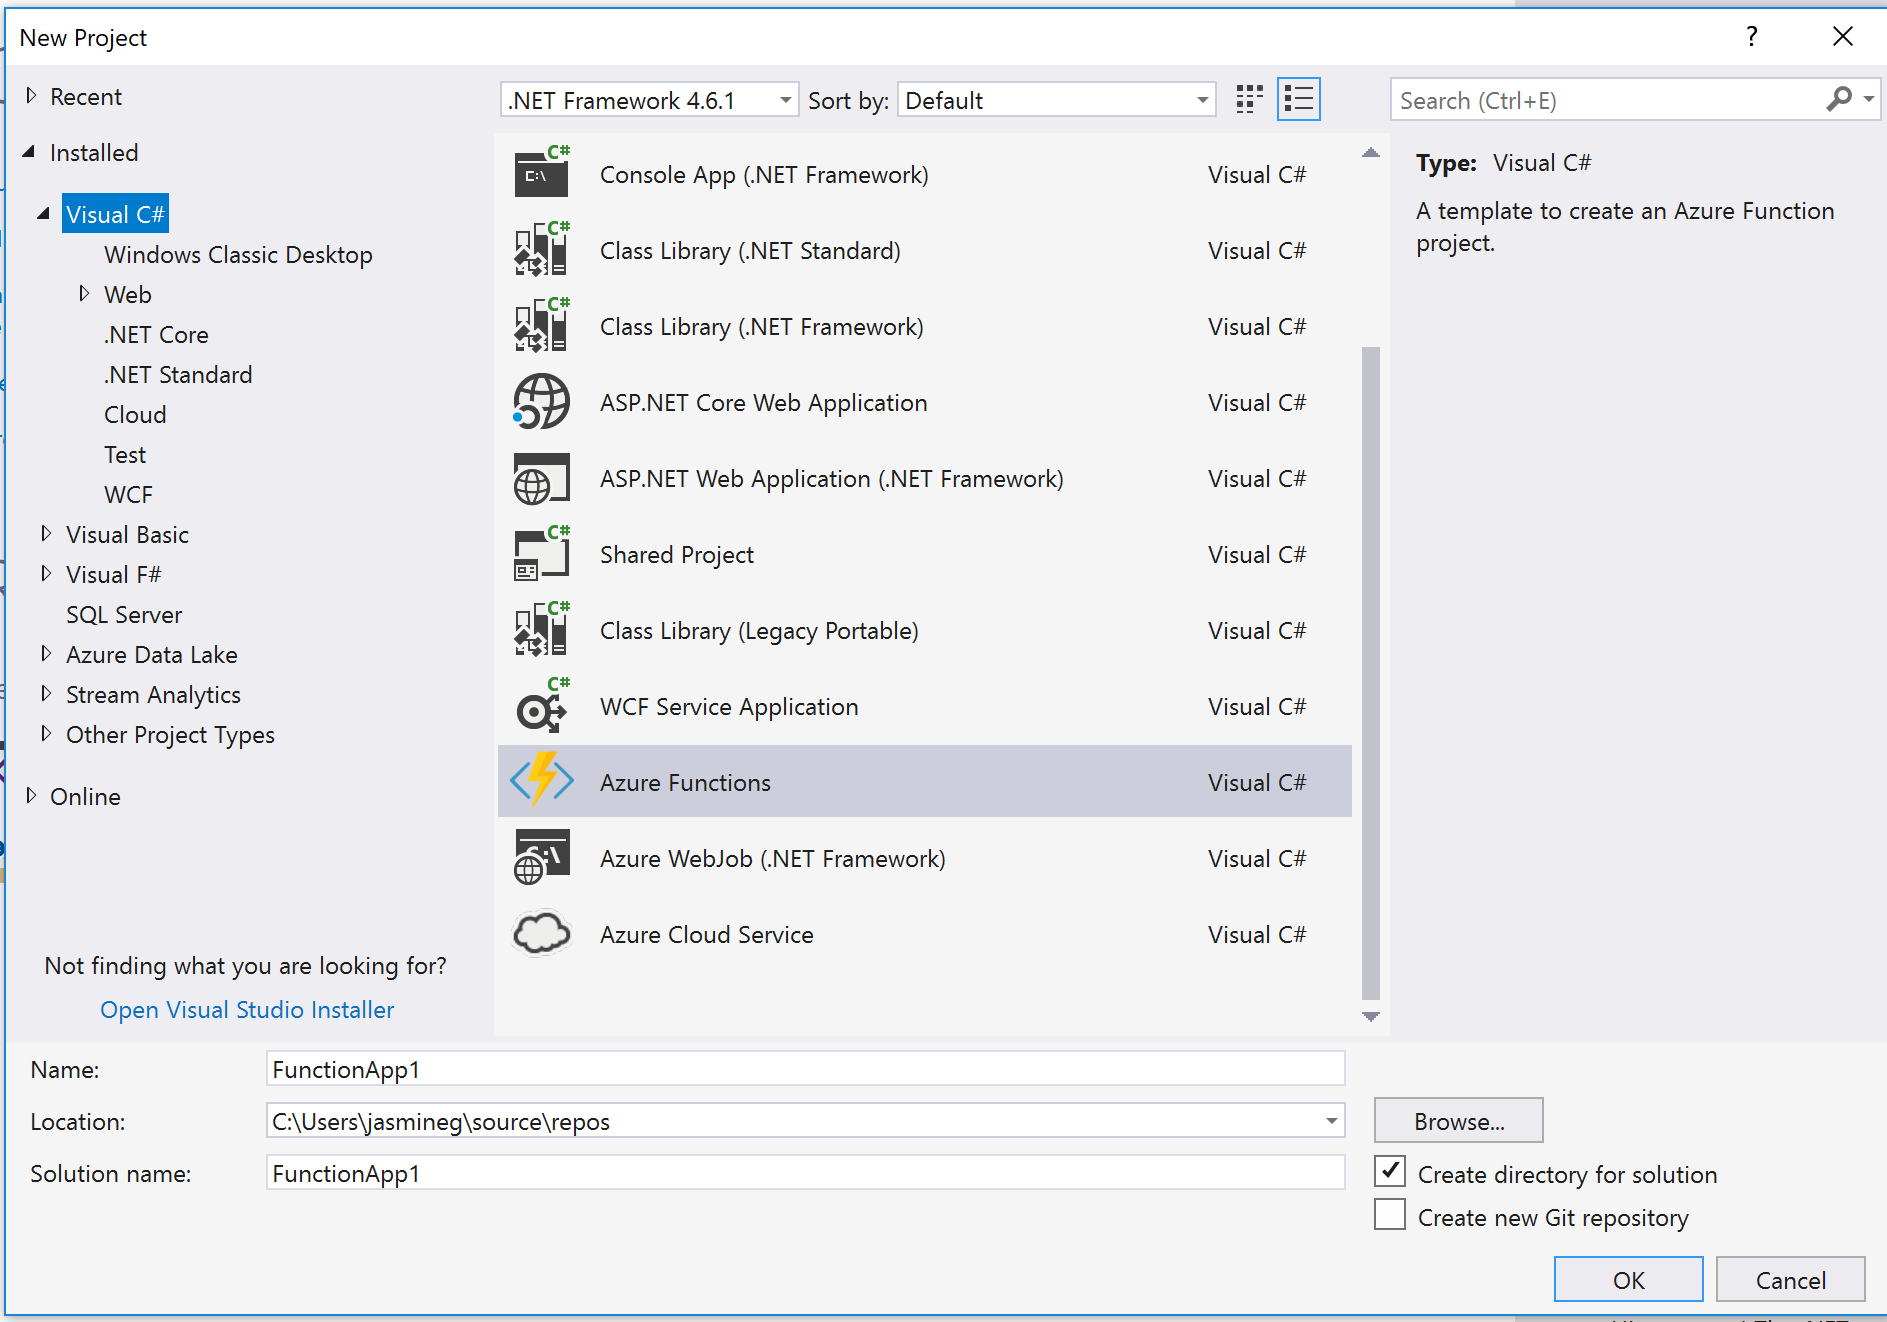 New Project
?
Recent
Installed
Visual C#
Windows Classic Desktop
Web
.NET Core
.NET Standard
Cloud
Test
WCF
Visual Basic
Visual F#
SQL Server
Azure Data Lake
Stream Analytics
Other Project Types
Online
Not finding what you are looking for?
Open Visual Studio Installer
.NET Framework 4.6.1
Sort by:
Default
Search (Ctrl+E)
Console App (.NET Framework) Visual C#
Class Library (.NET Standard) Visual C#
Class Library (.NET Framework) Visual C#
ASP.NET Core Web Application Visual C#
ASP.NET Web Application (.NET Framework) Visual C#
Shared Project Visual C#
Class Library (Legacy Portable) Visual C#
WCF Service Application Visual C#
Azure Functions Visual C#
Azure WebJob (.NET Framework) Visual C#
Azure Cloud Service Visual C#
Type: Visual C#
A template to create an Azure Function
project.
Name: FunctionApp1
Location: C:\Users\jasmineg\source\repos
Browse...
Solution name: FunctionApp1
Create directory for solution
Create new Git repository
OK
Cancel